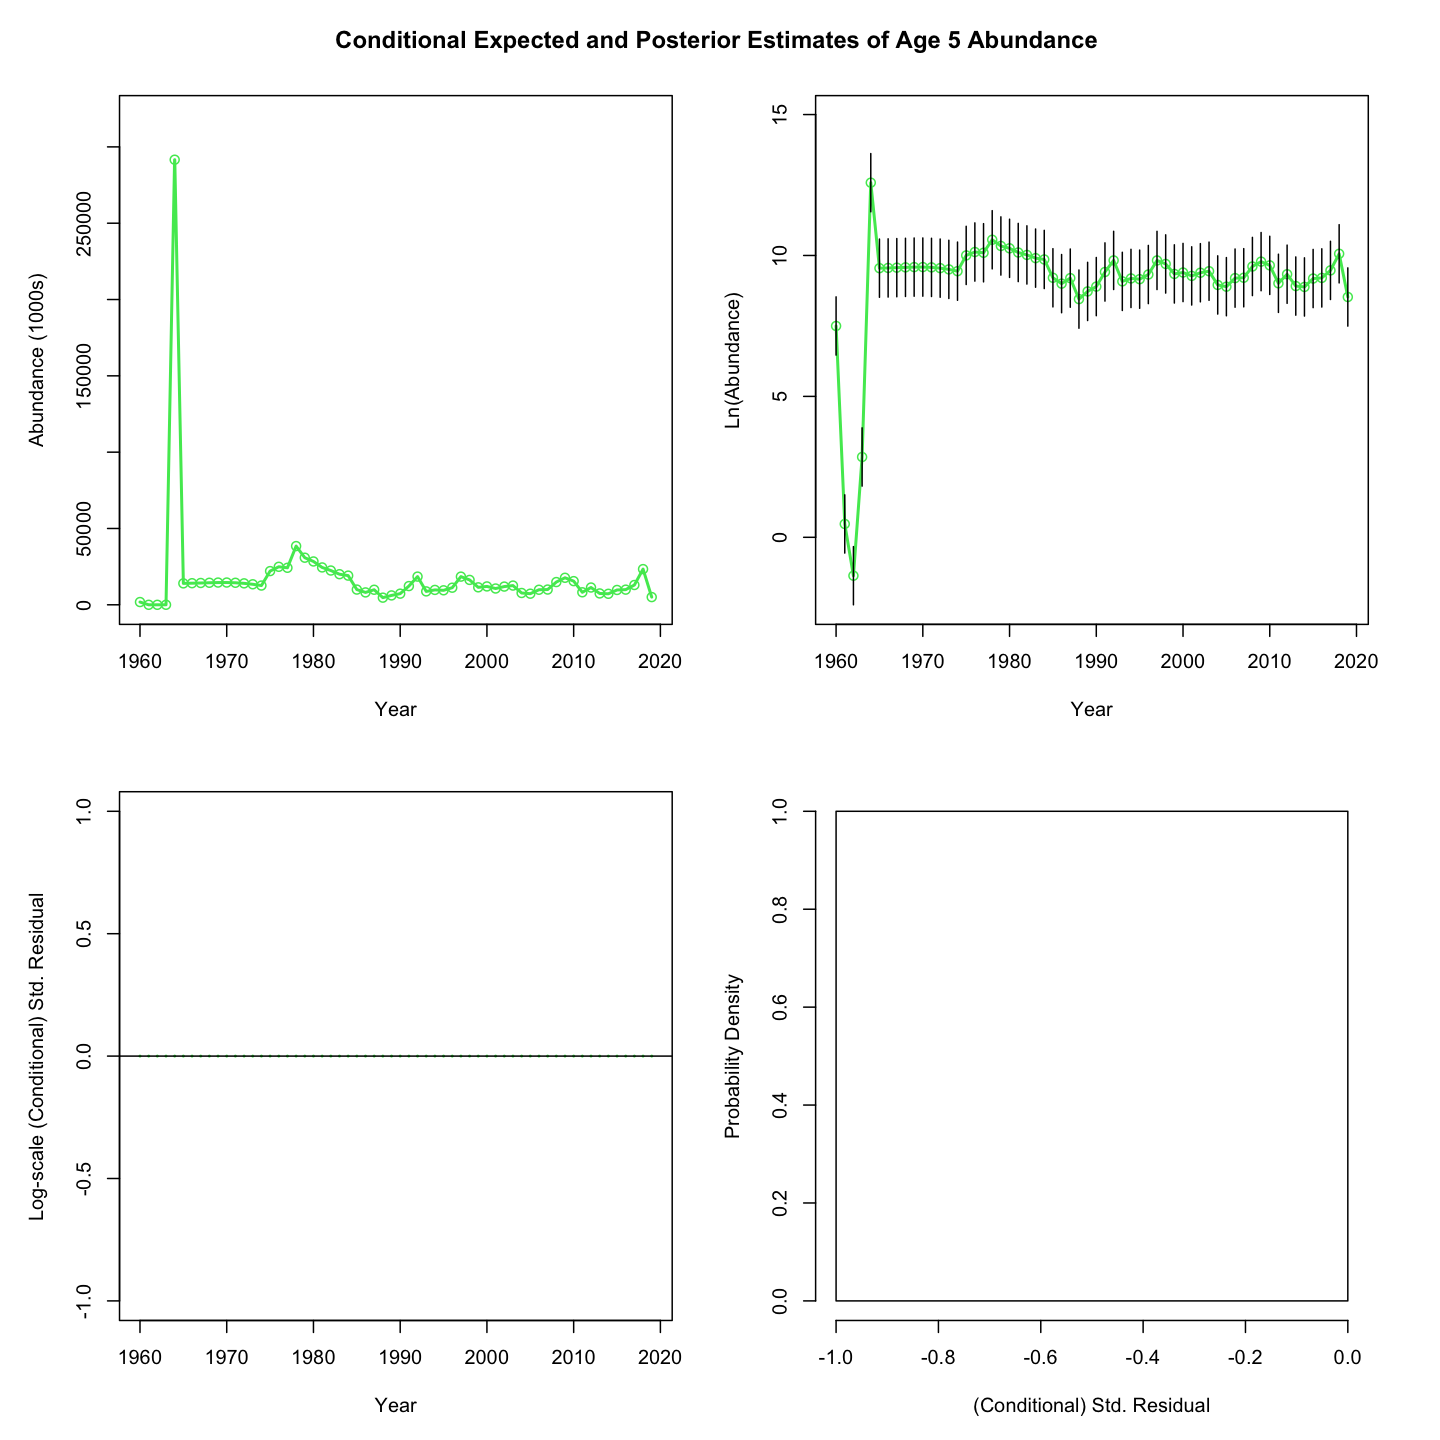 Conditional Expected and Posterior Estimates of Age 5 Abundance
Abundance (1000s)
0 50000 150000 250000
1960 1970 1980 1990 2000 2010 2020
Year
Ln(Abundance)
0 5 10 15
1960 1970 1980 1990 2000 2010 2020
Year
Log-scale (Conditional) Std. Residual
-1.0 -0.5 0.0 0.5 1.0
1960 1970 1980 1990 2000 2010 2020
Year
Probability Density
0.0 0.2 0.4 0.6 0.8 1.0
-1.0 -0.8 -0.6 -0.4 -0.2 0.0
(Conditional) Std. Residual